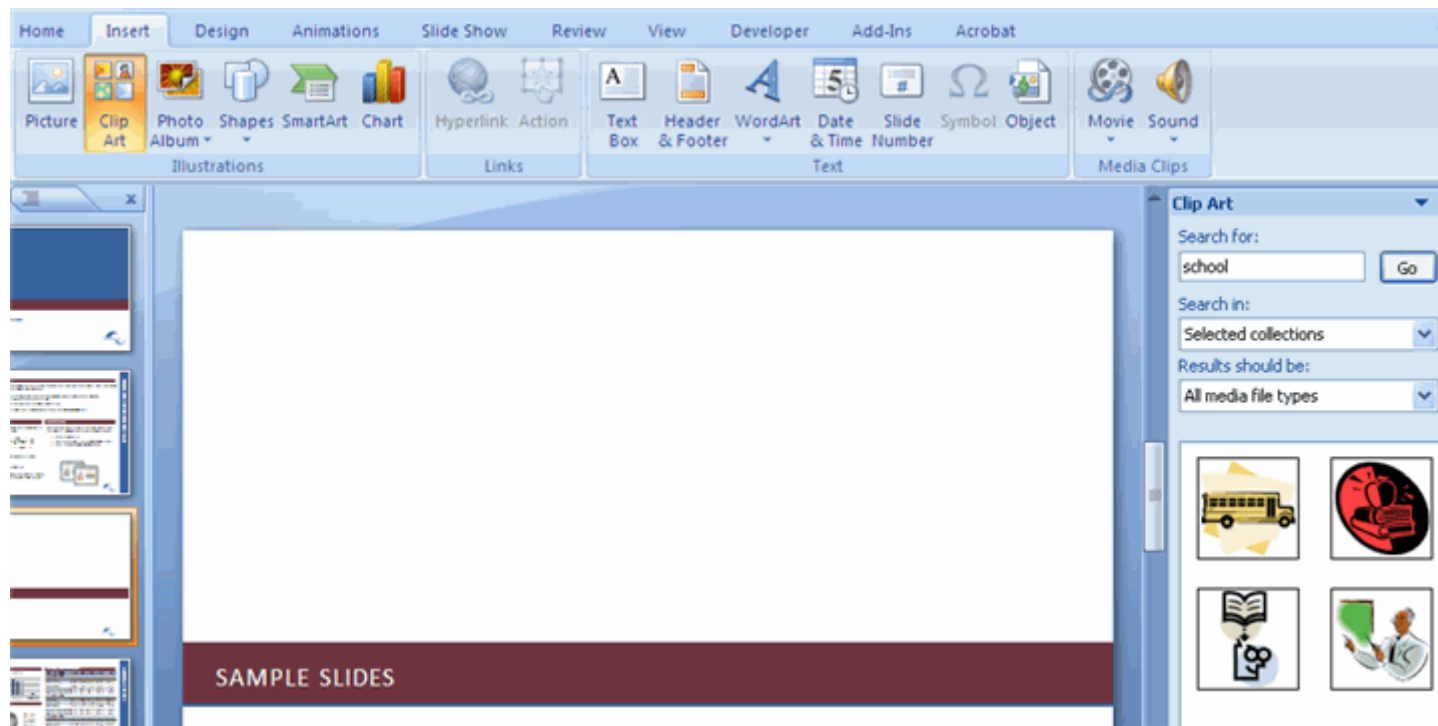 Home Insert Design Animations Slide Show Review View Developer Add-Ins Acrobat
Picture Clip Art Photo Album Shapes SmartArt Chart Hyperlink Action Text Box Header & Footer WordArt Date & Time Slide Number Symbol Object Movie Sound
Illustrations Links Text Media Clips
x
Clip Art
Search for:
school Go
Search in:
Selected collections
Results should be:
All media file types
SAMPLE SLIDES